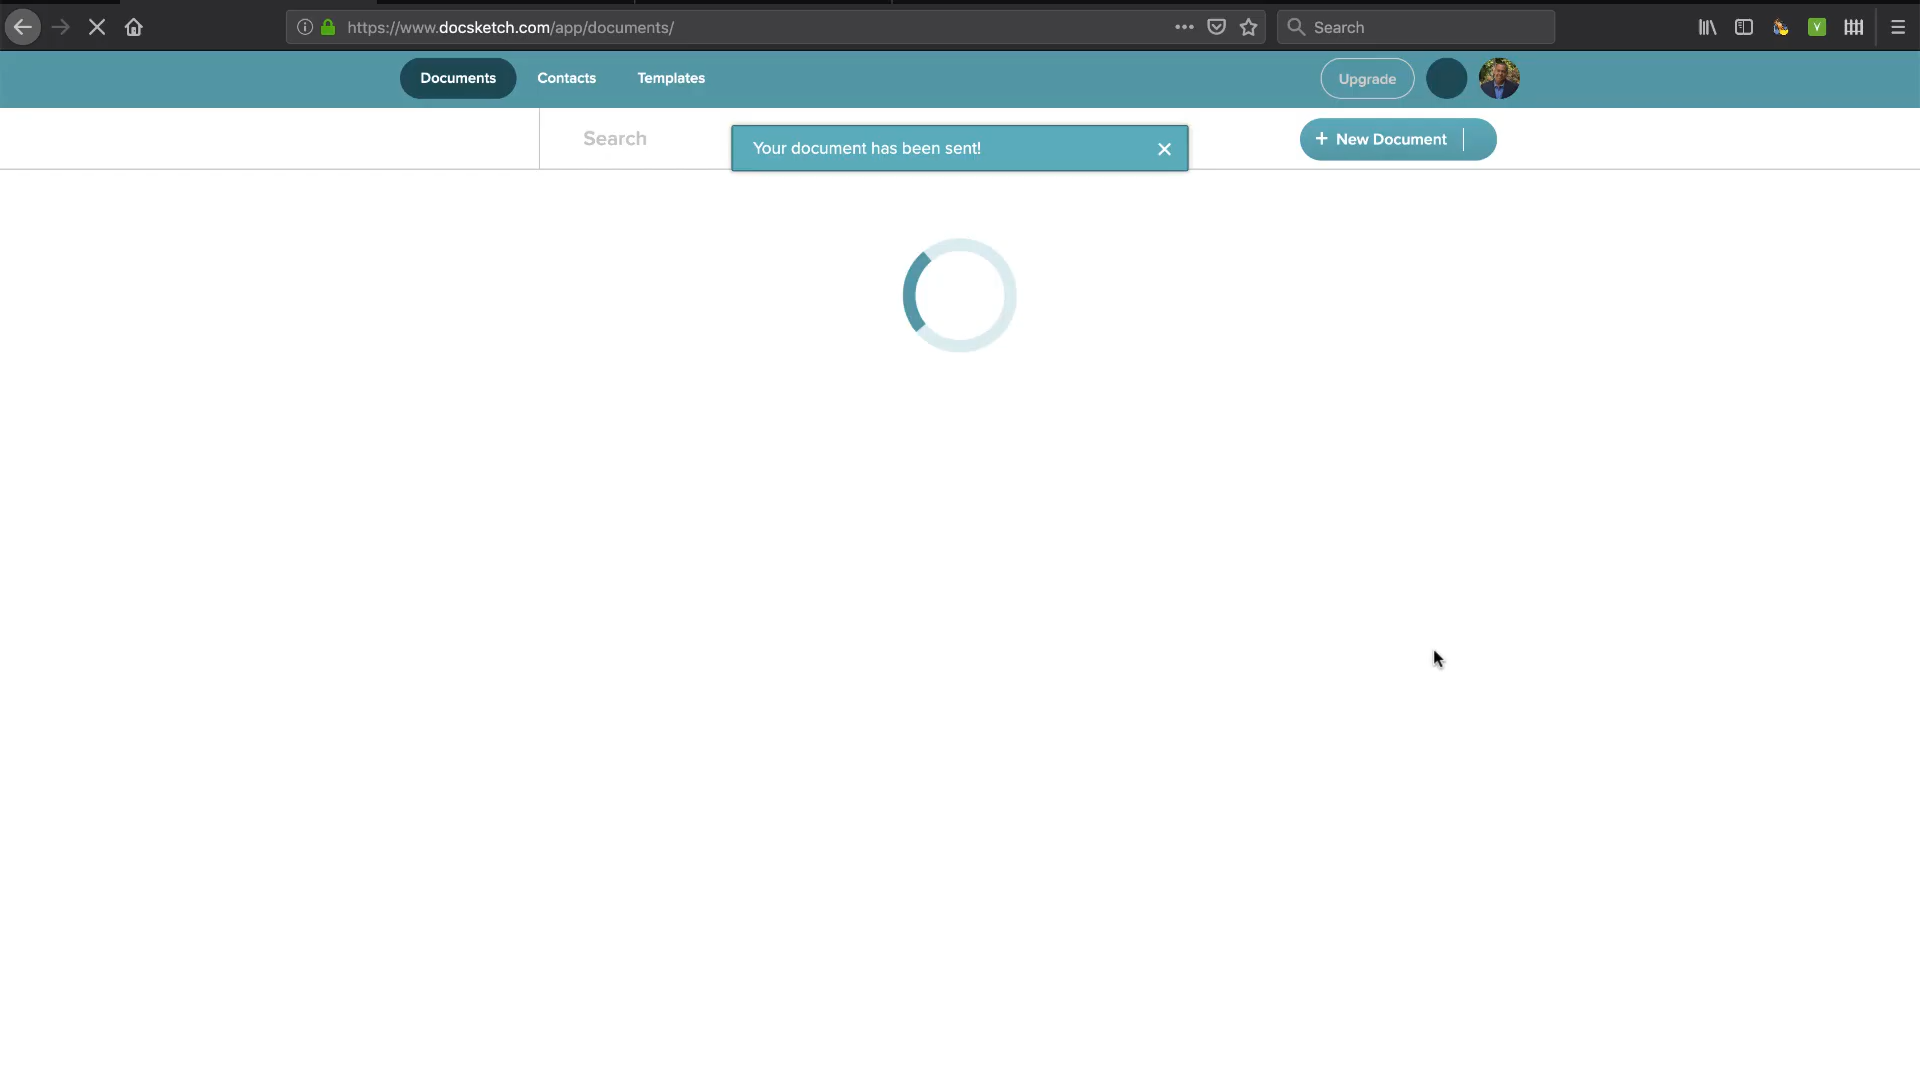 https://www.docsketch.com/app/documents/
Search
Documents
Contacts
Templates
Upgrade
Search
Your document has been sent!
+ New Document